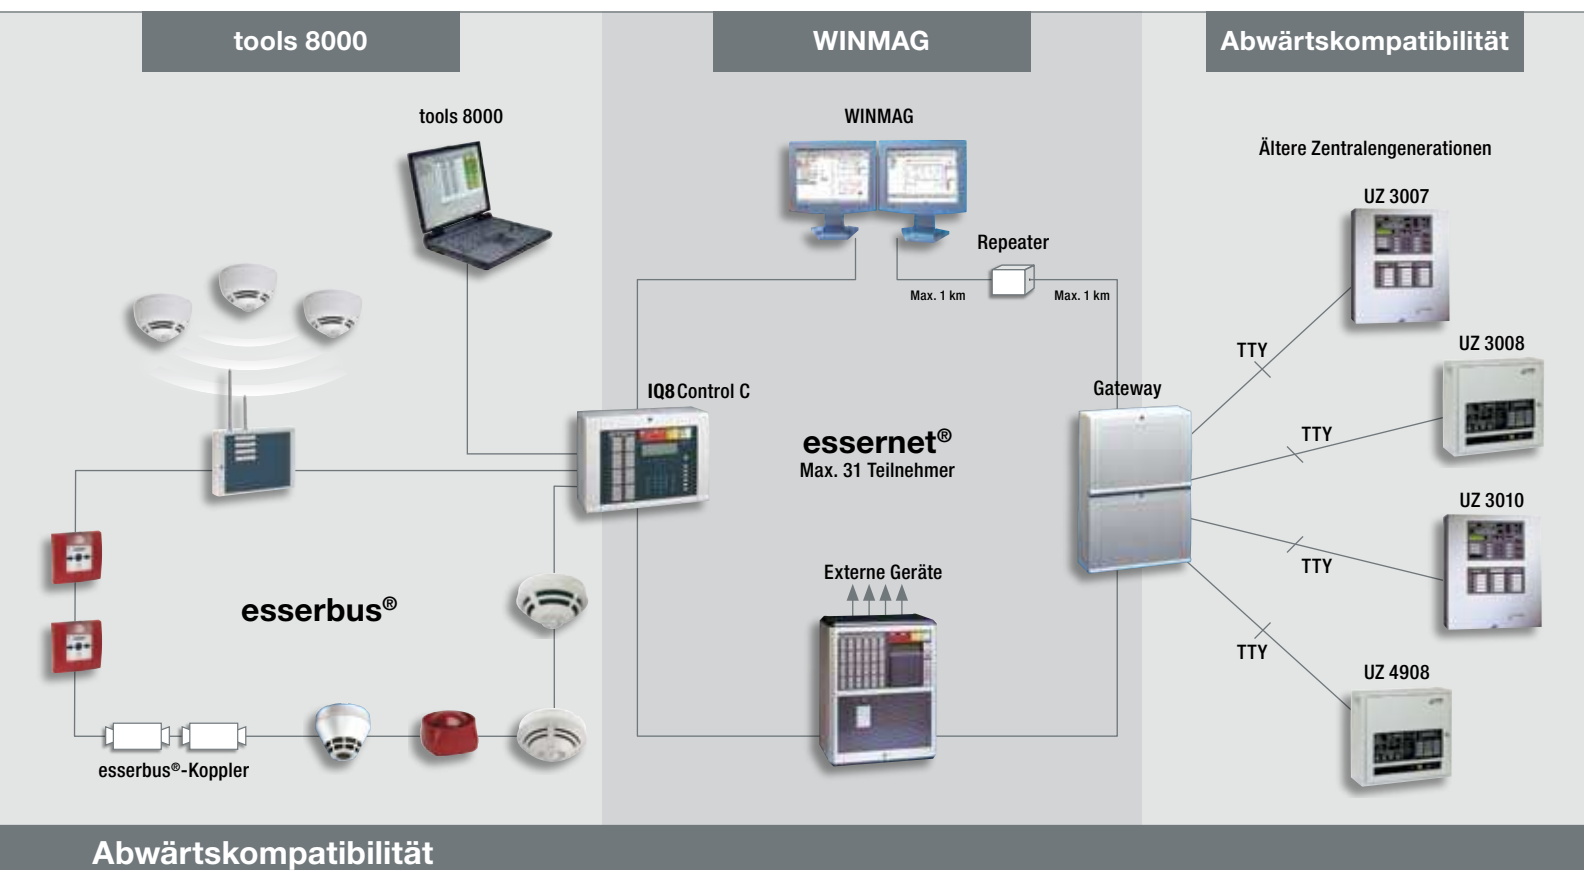 tools 8000
WINMAG
Abwärtskompatibilität
tools 8000
WINMAG
Ältere Zentralengenerationen
UZ 3007
Repeater
Max. 1 km
Max. 1 km
TTY
UZ 3008
IQ8Control C
Gateway
essernet®
Max. 31 Teilnehmer
TTY
UZ 3010
Externe Geräte
TTY
esserbus®
TTY
UZ 4908
esserbus®-Koppler
Abwärtskompatibilität